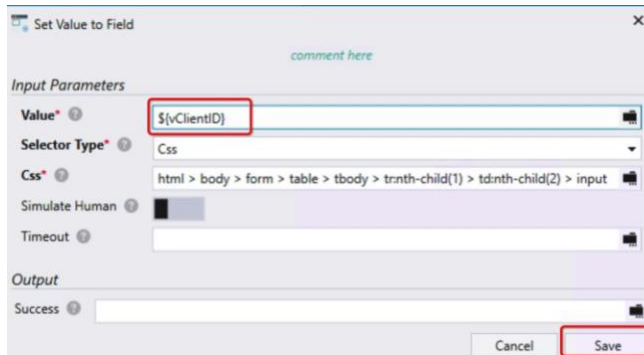 Set Value to Field
comment here
Input Parameters
Value* ${vClientID}
Selector Type* Css
Css* html > body > form > table > tbody > tr:nth-child(1) > td:nth-child(2) > input
Simulate Human
Timeout
Output
Success
Cancel Save